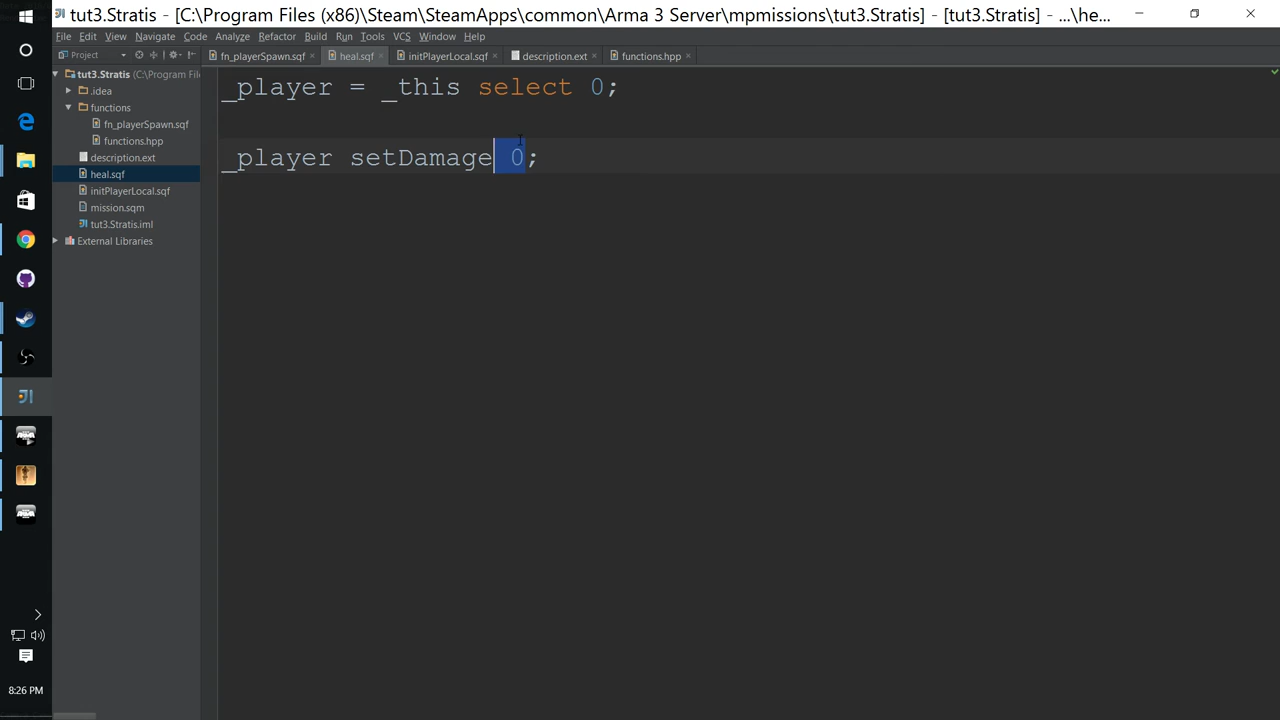 tut3.Stratis - [C:\Program Files (x86)\Steam\SteamApps\common\Arma 3 Server\mpmissions\tut3.Stratis] - [tut3.Stratis] - ...\he...
File Edit View Navigate Code Analyze Refactor Build Run Tools VCS Window Help
Project
fn_playerSpawn.sqf
heal.sqf
initPlayerLocal.sqf
description.ext
functions.hpp
tut3.Stratis (C:\Program File
.idea
functions
fn_playerSpawn.sqf
functions.hpp
description.ext
heal.sqf
initPlayerLocal.sqf
mission.sqm
tut3.Stratis.iml
External Libraries
_player = _this select 0;
_player setDamage 0;
8:26 PM